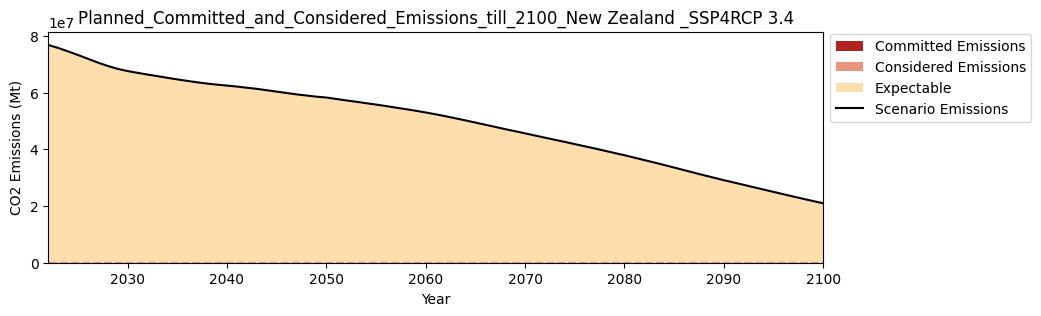 Planned_Committed_and_Considered_Emissions_till_2100_New Zealand _SSP4RCP 3.4
1e7
8
6
4
2
0
CO2 Emissions (Mt)
2030 2040 2050 2060 2070 2080 2090 2100
Year
Committed Emissions
Considered Emissions
Expectable
Scenario Emissions